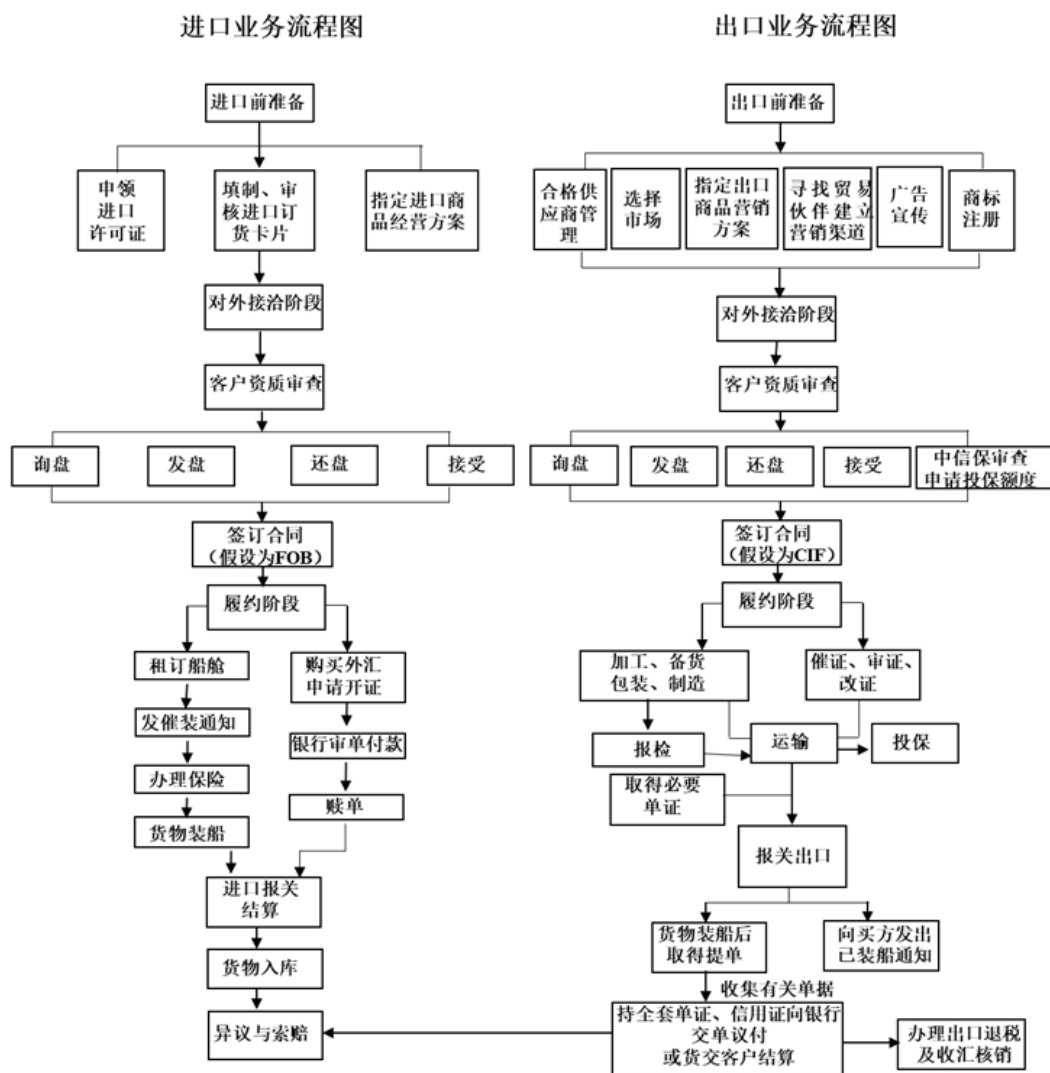 进口业务流程图
出口业务流程图
进口前准备
申领
进口
许可证
填制、审
核进口订
货卡片
指定进口商
品经营方案
对外接洽阶段
客户资质审查
询盘
发盘
还盘
接受
签订合同
（假设为FOB）
履约阶段
租订船舱
发催装通知
办理保险
货物装船
购买外汇
申请开证
银行审单付款
赎单
进口报关
结算
货物入库
异议与索赔
出口前准备
合格供
应商管
理
选择
市场
指定出口
商品营销
方案
寻找贸易
伙伴建立
营销渠道
广告
宣传
商标
注册
对外接洽阶段
客户资质审查
询盘
发盘
还盘
接受
中信保审查
申请投保额度
签订合同
（假设为CIF）
履约阶段
加工、备货
包装、制造
催证、审证、
改证
报检
运输
投保
取得必要
单证
报关出口
货物装船后
取得提单
向买方发出
已装船通知
收集有关单据
持全套单证、信用证向银行
交单议付
或货交客户结算
办理出口退税
及收汇核销